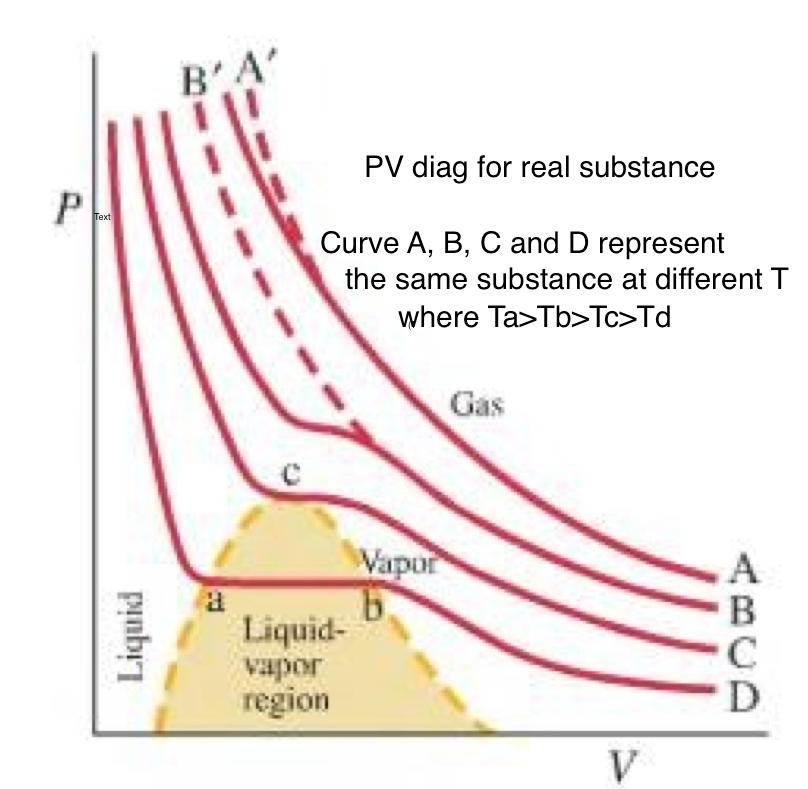 B′ A′
PV diag for real substance
P
Text
Curve A, B, C and D represent
the same substance at different T
where Ta>Tb>Tc>Td
Gas
c
Vapor
A
a
b
B
Liquid
Liquid-
vapor
region
C
D
V